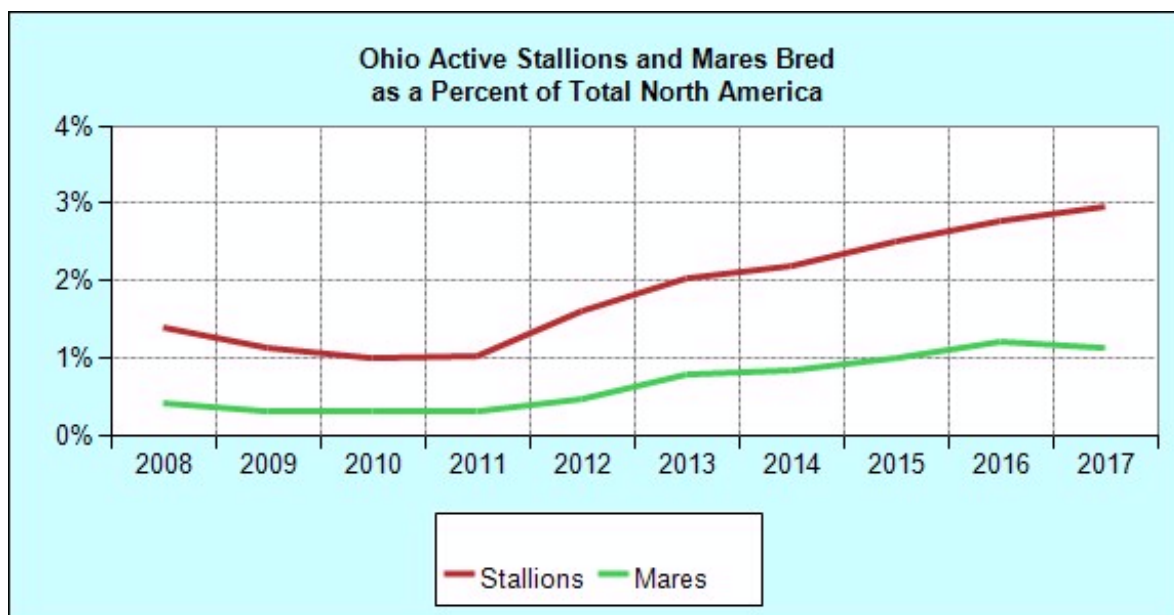 Ohio Active Stallions and Mares Bred
as a Percent of Total North America
4%
3%
2%
1%
0%
2008 2009 2010 2011 2012 2013 2014 2015 2016 2017
Stallions Mares